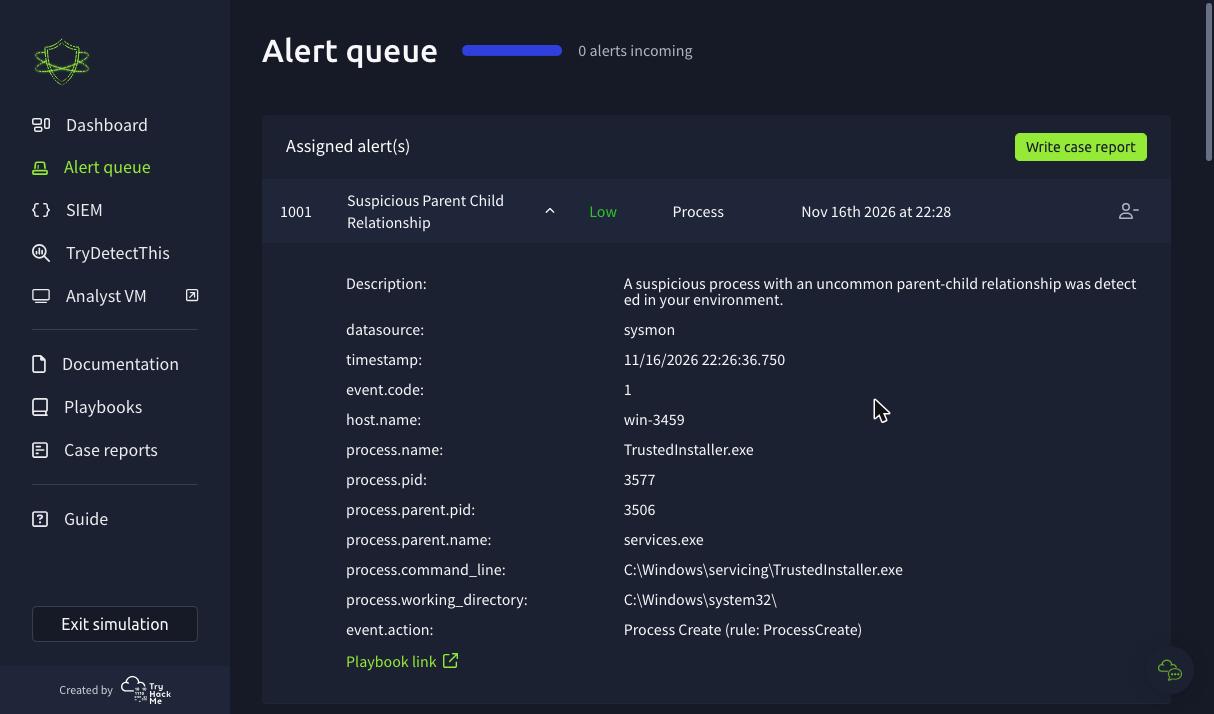 Alert queue
0 alerts incoming
Dashboard
Alert queue
SIEM
TryDetectThis
Analyst VM
Documentation
Playbooks
Case reports
Guide
Exit simulation
Created by
Try
Hack
Me
Assigned alert(s)
Write case report
1001
Suspicious Parent Child
Relationship
Low
Process
Nov 16th 2026 at 22:28
Description:
A suspicious process with an uncommon parent-child relationship was detect
ed in your environment.
datasource:
sysmon
timestamp:
11/16/2026 22:26:36.750
event.code:
1
host.name:
win-3459
process.name:
TrustedInstaller.exe
process.pid:
3577
process.parent.pid:
3506
process.parent.name:
services.exe
process.command_line:
C:\Windows\servicing\TrustedInstaller.exe
process.working_directory:
C:\Windows\system32\
event.action:
Process Create (rule: ProcessCreate)
Playbook link